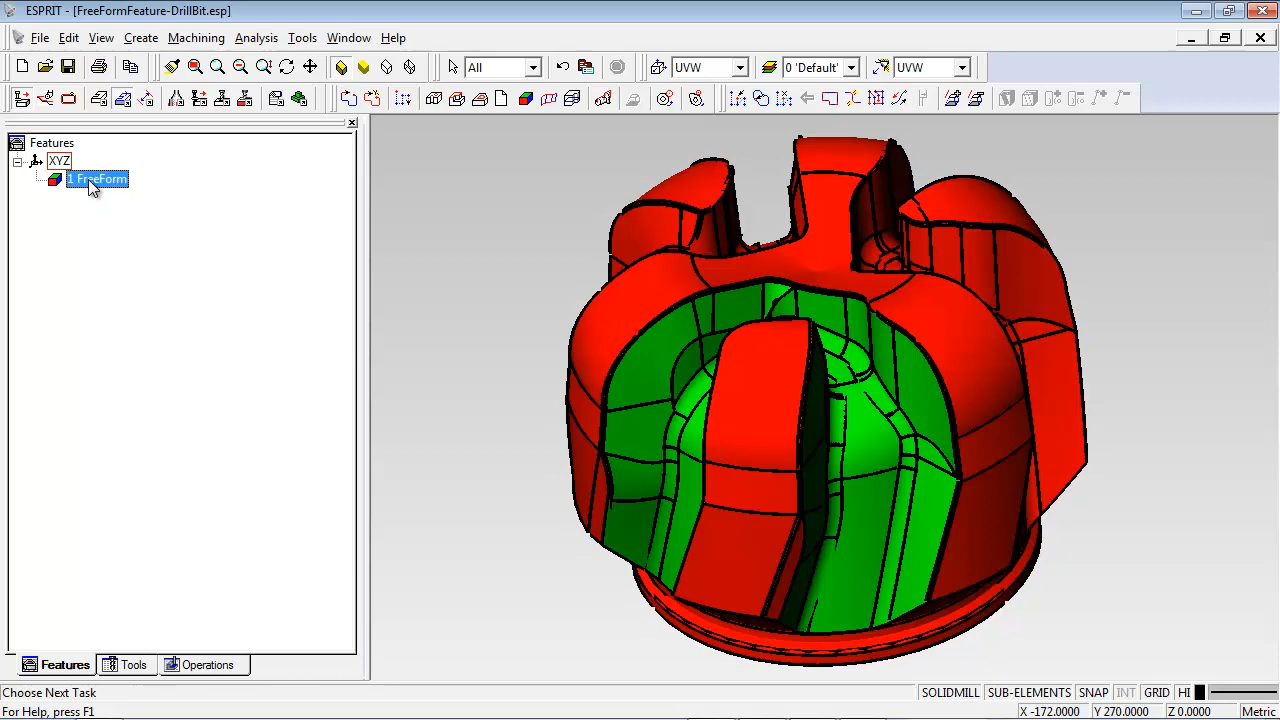 ESPRIT - [FreeFormFeature-DrillBit.esp]
File Edit View Create Machining Analysis Tools Window Help
All UVW 0 'Default' UVW
Features
XYZ
1 FreeForm
Features Tools Operations
Choose Next Task SOLIDMILL SUB-ELEMENTS SNAP INT GRID HI
For Help, press F1 X -172.0000 Y 270.0000 Z 0.0000 Metric